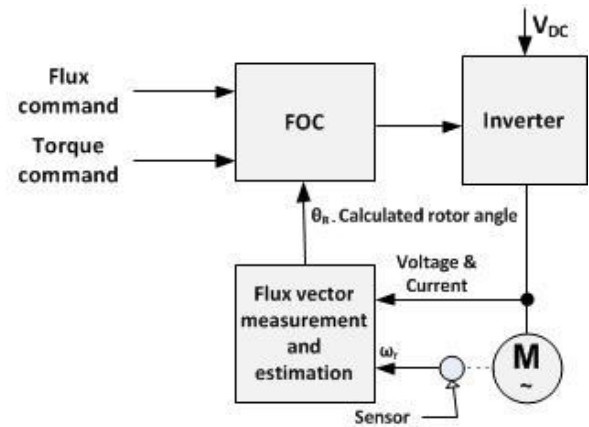 V_DC
Flux
command
FOC
Inverter
Torque
command
θ_R - Calculated rotor angle
Voltage &
Current
Flux vector
measurement
and
estimation
ω_r
M
~
Sensor